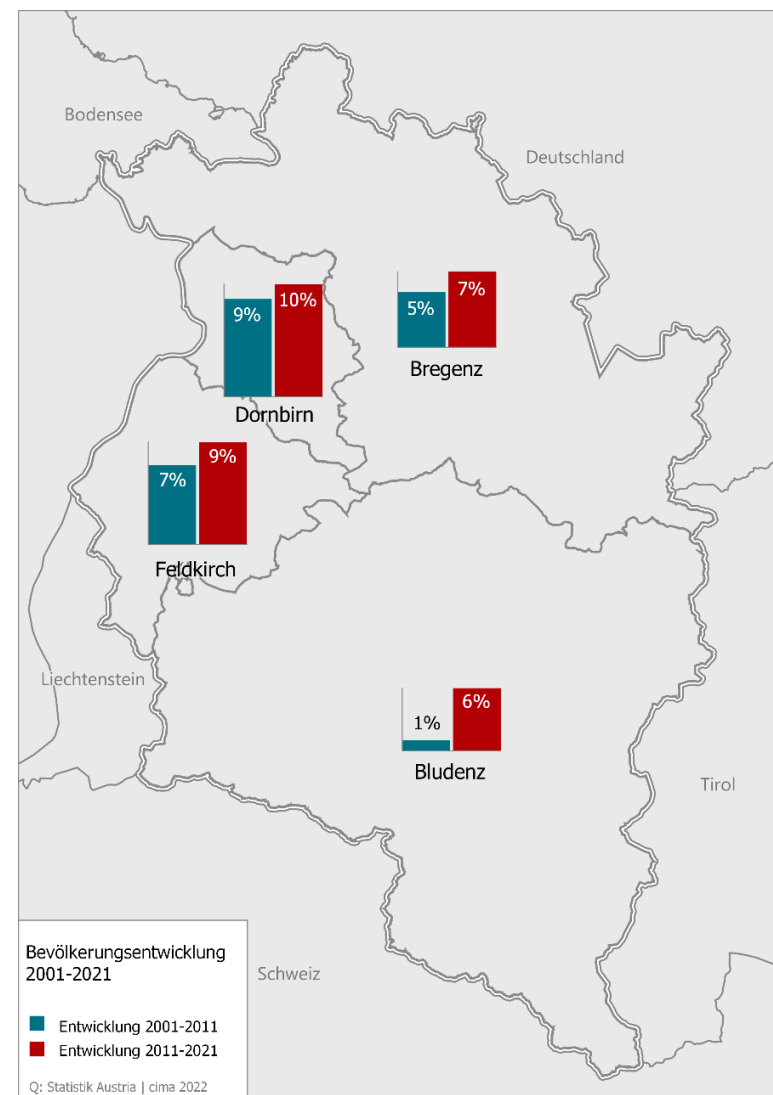 Bodensee
Deutschland
9%
10%
Dornbirn
5%
7%
Bregenz
7%
9%
Feldkirch
Liechtenstein
1%
6%
Bludenz
Tirol
Schweiz
Bevölkerungsentwicklung
2001-2021
Entwicklung 2001-2011
Entwicklung 2011-2021
Q: Statistik Austria | cima 2022